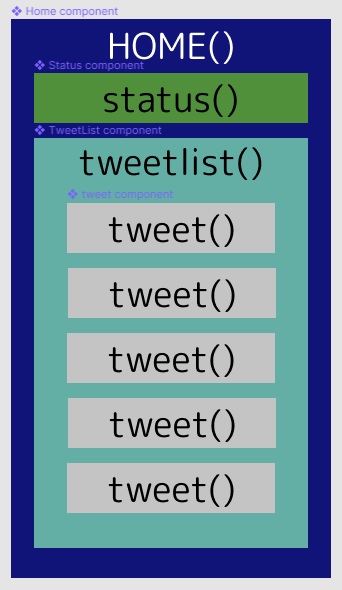 Home component
HOME()
Status component
status()
TweetList component
tweetlist()
tweet component
tweet()
tweet()
tweet()
tweet()
tweet()